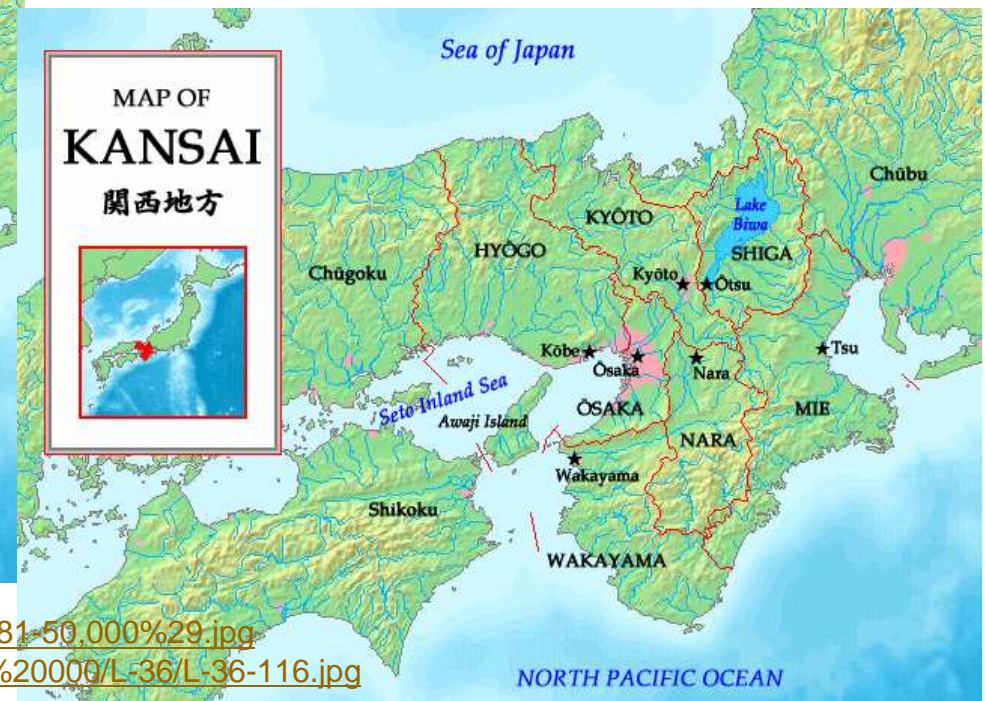 Sea of Japan
MAP OF
KANSAI
関西地方
Chūbu
Lake
Biwa
KYŌTO
HYŌGO
SHIGA
Chūgoku
Kyōto
Ōtsu
Kōbe
Ōsaka
Nara
Tsu
Seto Inland Sea
Awaji Island
ŌSAKA
MIE
NARA
Wakayama
Shikoku
WAKAYAMA
81-50,000%29.jpg
%20000/L-36/L-36-116.jpg
NORTH PACIFIC OCEAN